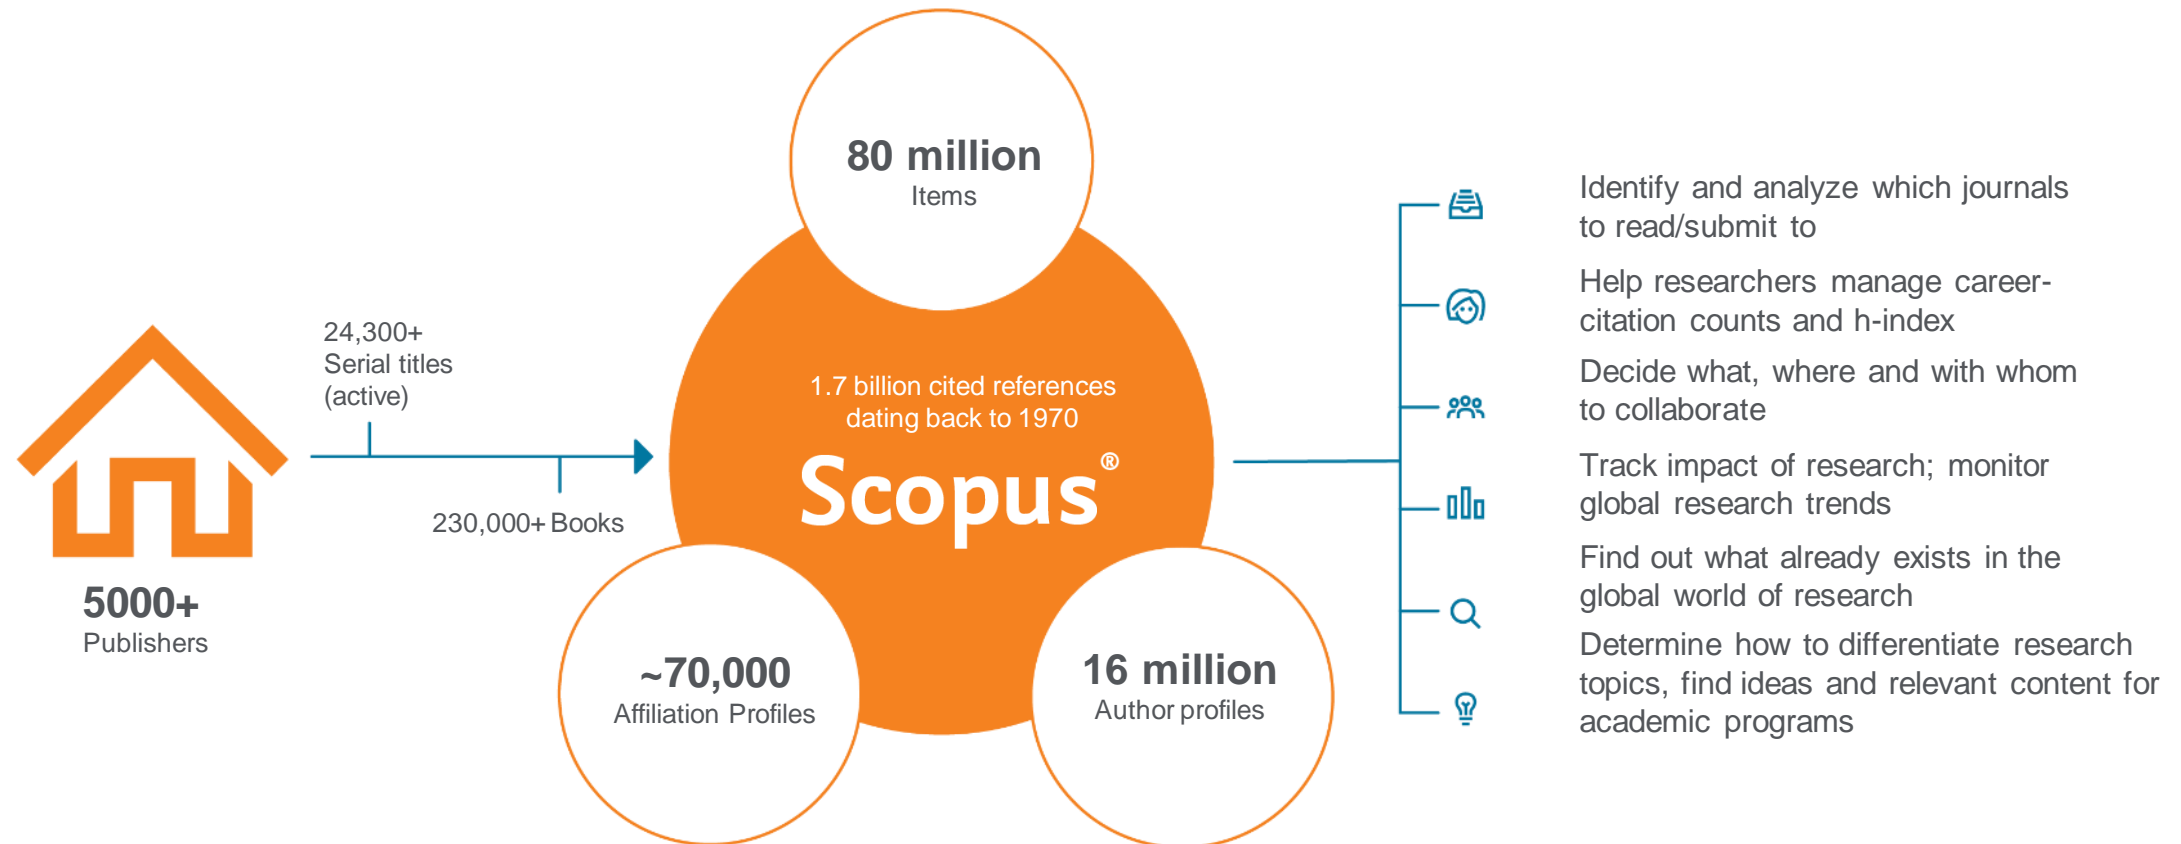 5000+
Publishers
24,300+
Serial titles
(active)
230,000+ Books
80 million
Items
1.7 billion cited references
dating back to 1970
Scopus®
~70,000
Affiliation Profiles
16 million
Author profiles
Identify and analyze which journals
to read/submit to
Help researchers manage career-
citation counts and h-index
Decide what, where and with whom
to collaborate
Track impact of research; monitor
global research trends
Find out what already exists in the
global world of research
Determine how to differentiate research
topics, find ideas and relevant content for
academic programs